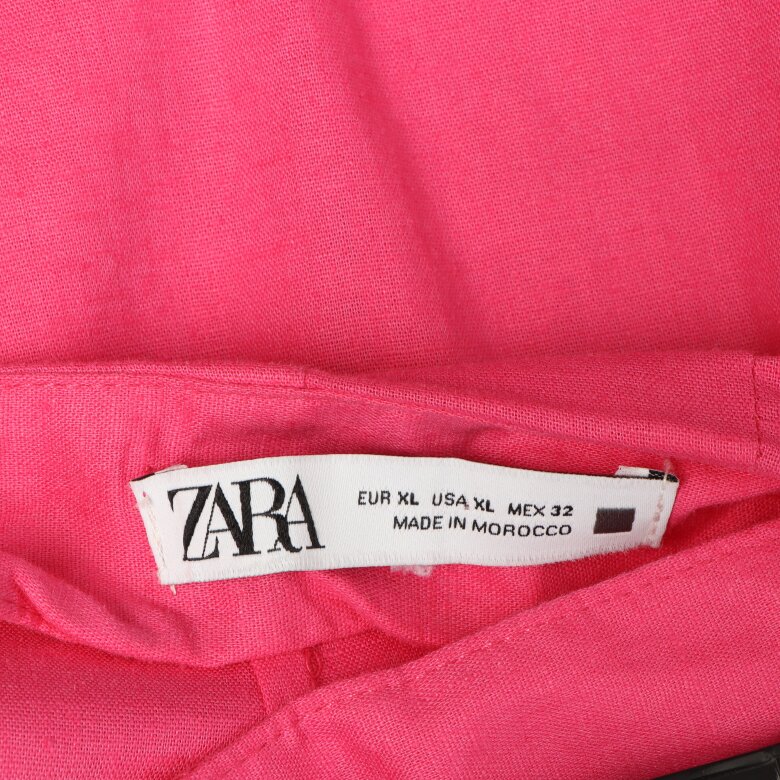 ZARA
EUR XL USA XL MEX 32
MADE IN MOROCCO